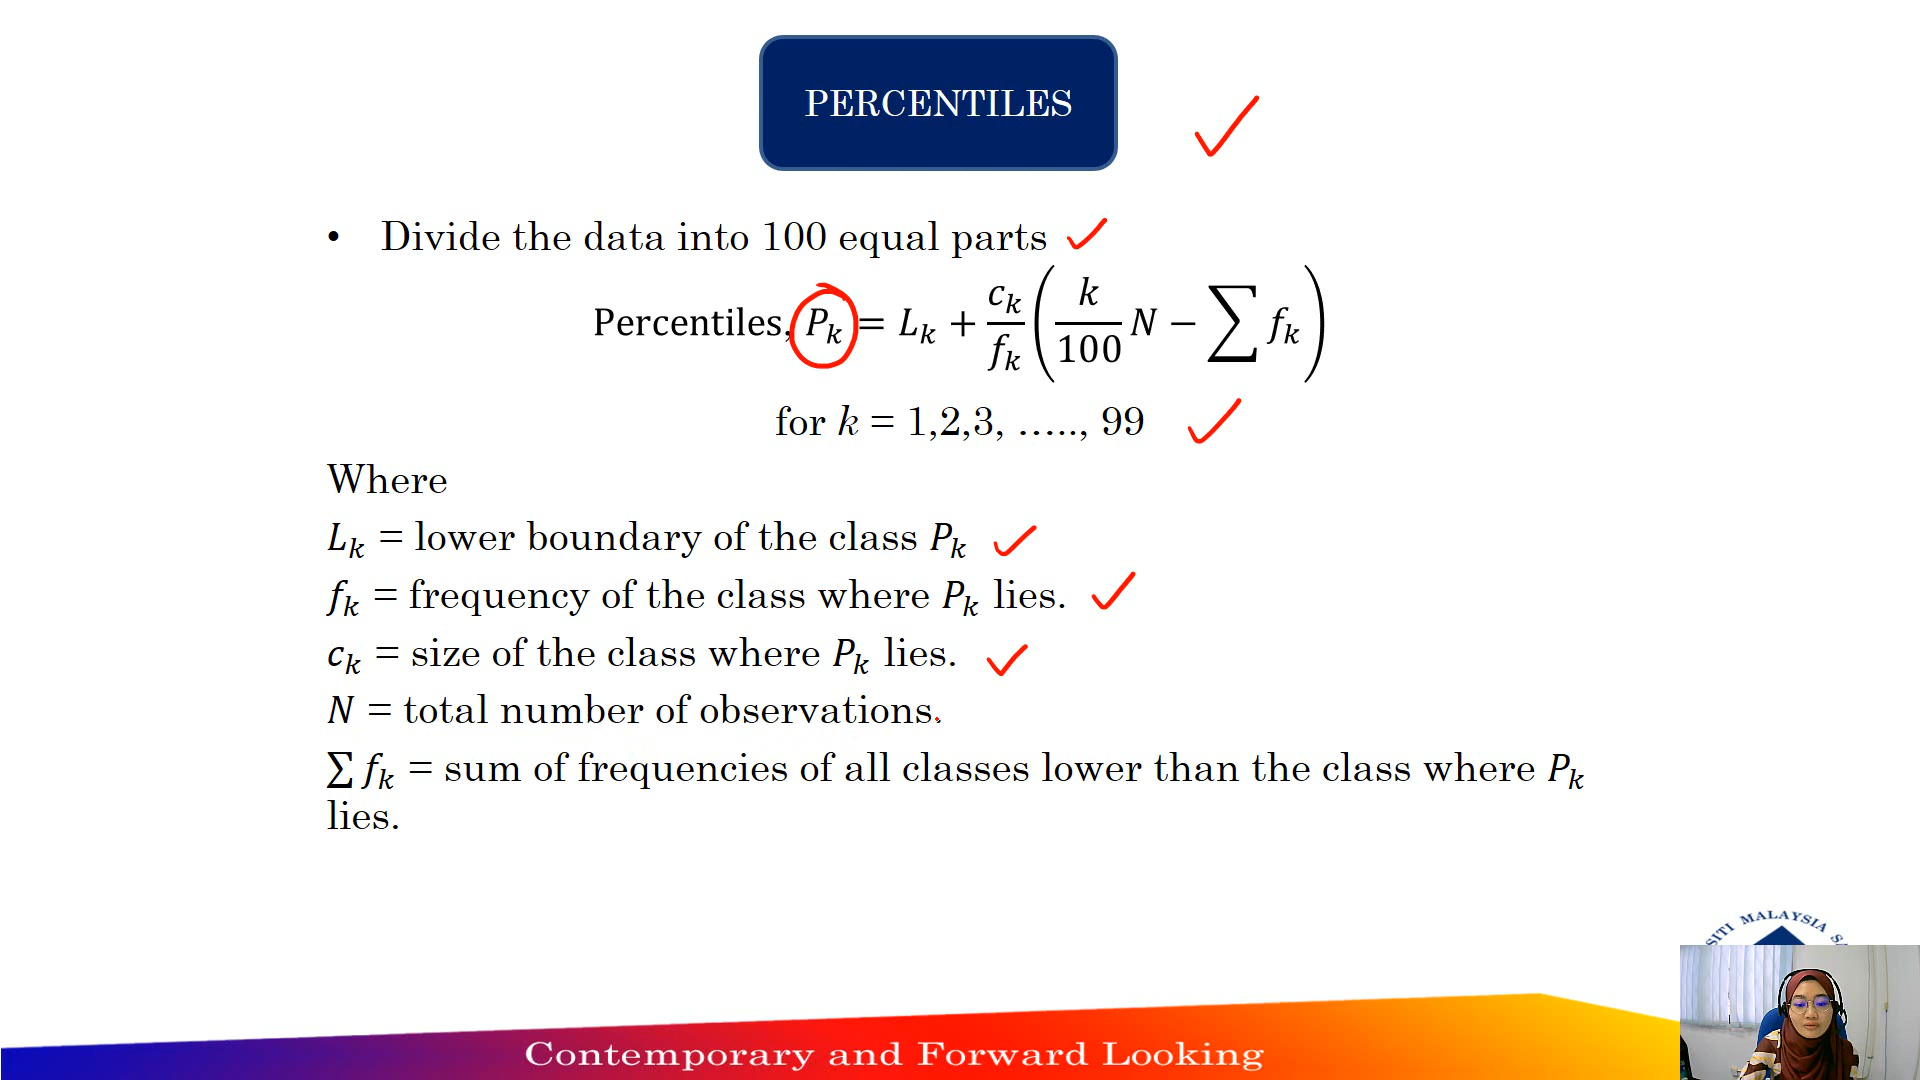 PERCENTILES
• Divide the data into 100 equal parts
Percentiles, Pₖ = Lₖ + cₖ/fₖ (k/100 N − ∑ fₖ)
for k = 1,2,3, ....., 99
Where
Lₖ = lower boundary of the class Pₖ
fₖ = frequency of the class where Pₖ lies.
cₖ = size of the class where Pₖ lies.
N = total number of observations.
∑ fₖ = sum of frequencies of all classes lower than the class where Pₖ
lies.
SITI MALAYSIA SA
Contemporary and Forward Looking